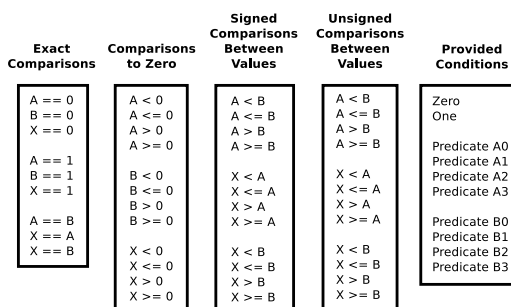 Exact
Comparisons
A == 0
B == 0
X == 0
A == 1
B == 1
X == 1
A == B
X == A
X == B
Comparisons
to Zero
A < 0
A <= 0
A > 0
A >= 0
B < 0
B <= 0
B > 0
B >= 0
X < 0
X <= 0
X > 0
X >= 0
Signed
Comparisons
Between
Values
A < B
A <= B
A > B
A >= B
X < A
X <= A
X > A
X >= A
X < B
X <= B
X > B
X >= B
Unsigned
Comparisons
Between
Values
A < B
A <= B
A > B
A >= B
X < A
X <= A
X > A
X >= A
X < B
X <= B
X > B
X >= B
Provided
Conditions
Zero
One
Predicate A0
Predicate A1
Predicate A2
Predicate A3
Predicate B0
Predicate B1
Predicate B2
Predicate B3